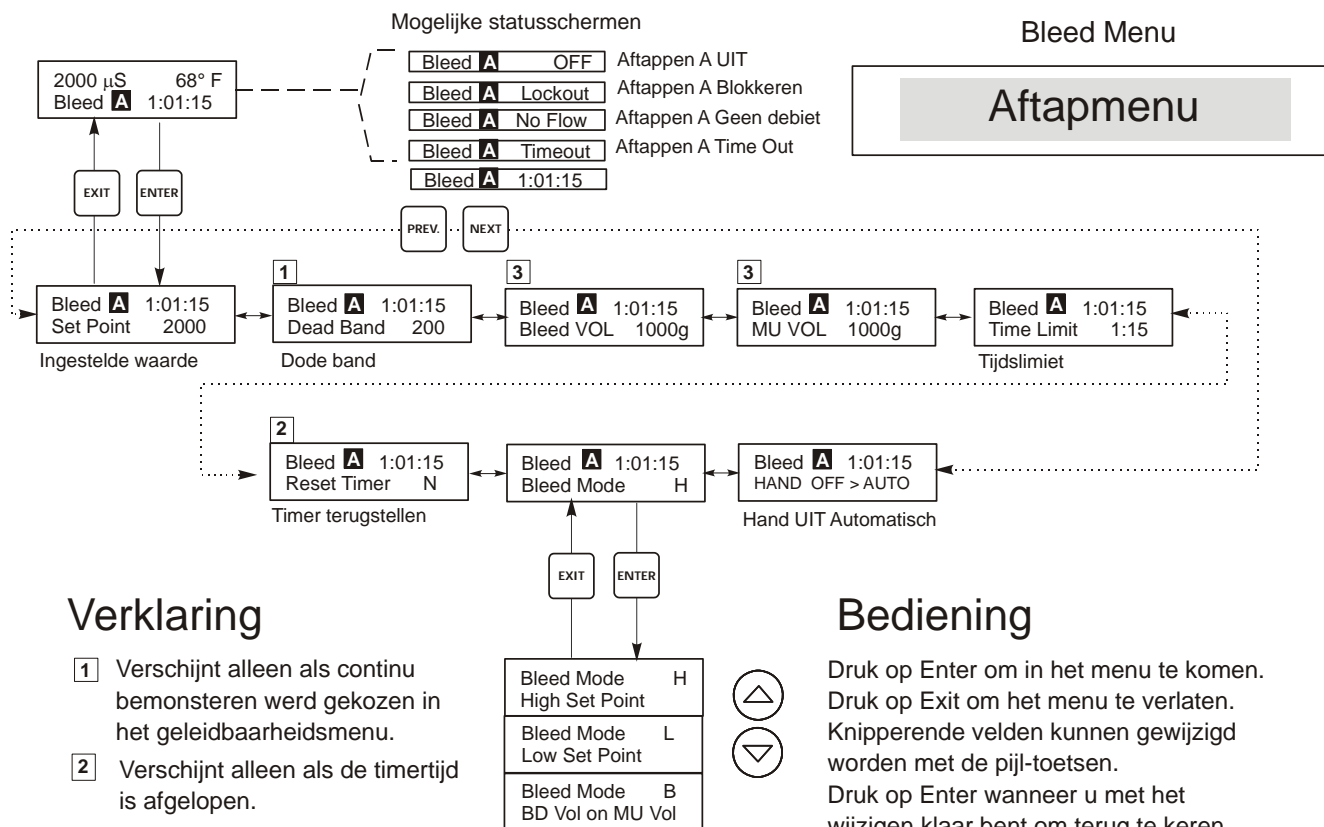 Mogelijke statusschermen
Bleed Menu
Aftapmenu
2000 µS 68° F
Bleed A 1:01:15
Bleed A OFF Aftappen A UIT
Bleed A Lockout Aftappen A Blokkeren
Bleed A No Flow Aftappen A Geen debiet
Bleed A Timeout Aftappen A Time Out
Bleed A 1:01:15
EXIT ENTER
PREV. NEXT
Bleed A 1:01:15
Set Point 2000
Ingestelde waarde
1
Bleed A 1:01:15
Dead Band 200
Dode band
3
Bleed A 1:01:15
Bleed VOL 1000g
3
Bleed A 1:01:15
MU VOL 1000g
Bleed A 1:01:15
Time Limit 1:15
Tijdslimiet
2
Bleed A 1:01:15
Reset Timer N
Timer terugstellen
Bleed A 1:01:15
Bleed Mode H
Bleed A 1:01:15
HAND OFF > AUTO
Hand UIT Automatisch
EXIT ENTER
Verklaring
1 Verschijnt alleen als continu
bemonsteren werd gekozen in
het geleidbaarheidsmenu.
2 Verschijnt alleen als de timertijd
is afgelopen.
Bleed Mode H
High Set Point
Bleed Mode L
Low Set Point
Bleed Mode B
BD Vol on MU Vol
Bediening
Druk op Enter om in het menu te komen.
Druk op Exit om het menu te verlaten.
Knipperende velden kunnen gewijzigd
worden met de pijl-toetsen.
Druk op Enter wanneer u met het
wijzigen klaar bent om terug te keren